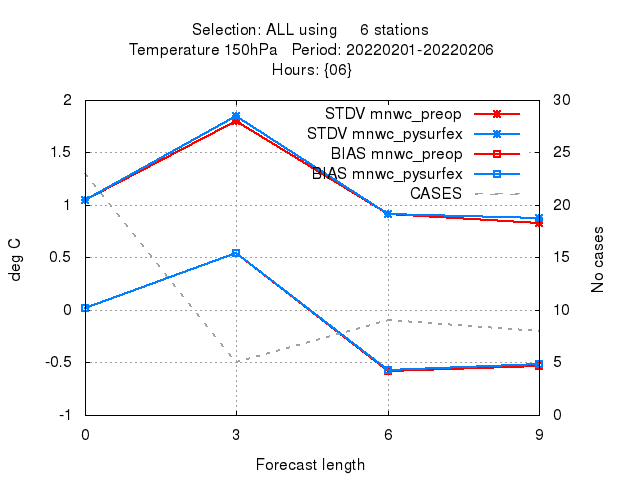 Selection: ALL using 6 stations
Temperature 150hPa Period: 20220201-20220206
Hours: {06}
2
1.5
1
0.5
0
-0.5
-1
30
25
20
15
10
5
0
STDV mnwc_preop
STDV mnwc_pysurfex
BIAS mnwc_preop
BIAS mnwc_pysurfex
CASES
deg C
No cases
0 3 6 9
Forecast length